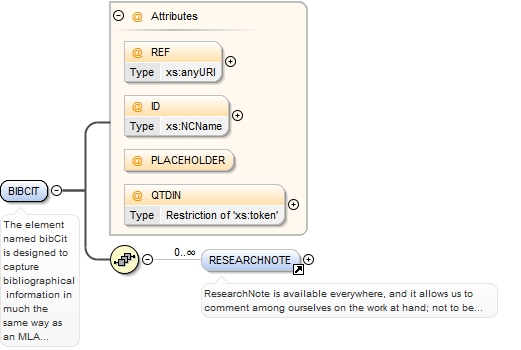 @ Attributes
@ REF
Type xs:anyURI
@ ID
Type xs:NCName
@ PLACEHOLDER
@ QTDIN
Type Restriction of 'xs:token'
BIBCIT
The element
named bibCit
is designed to
capture
bibliographical
information in
much the
same way as
an MLA...
0..∞
RESEARCHNOTE
ResearchNote is available everywhere, and it allows us to
comment among ourselves on the work at hand; not to be...